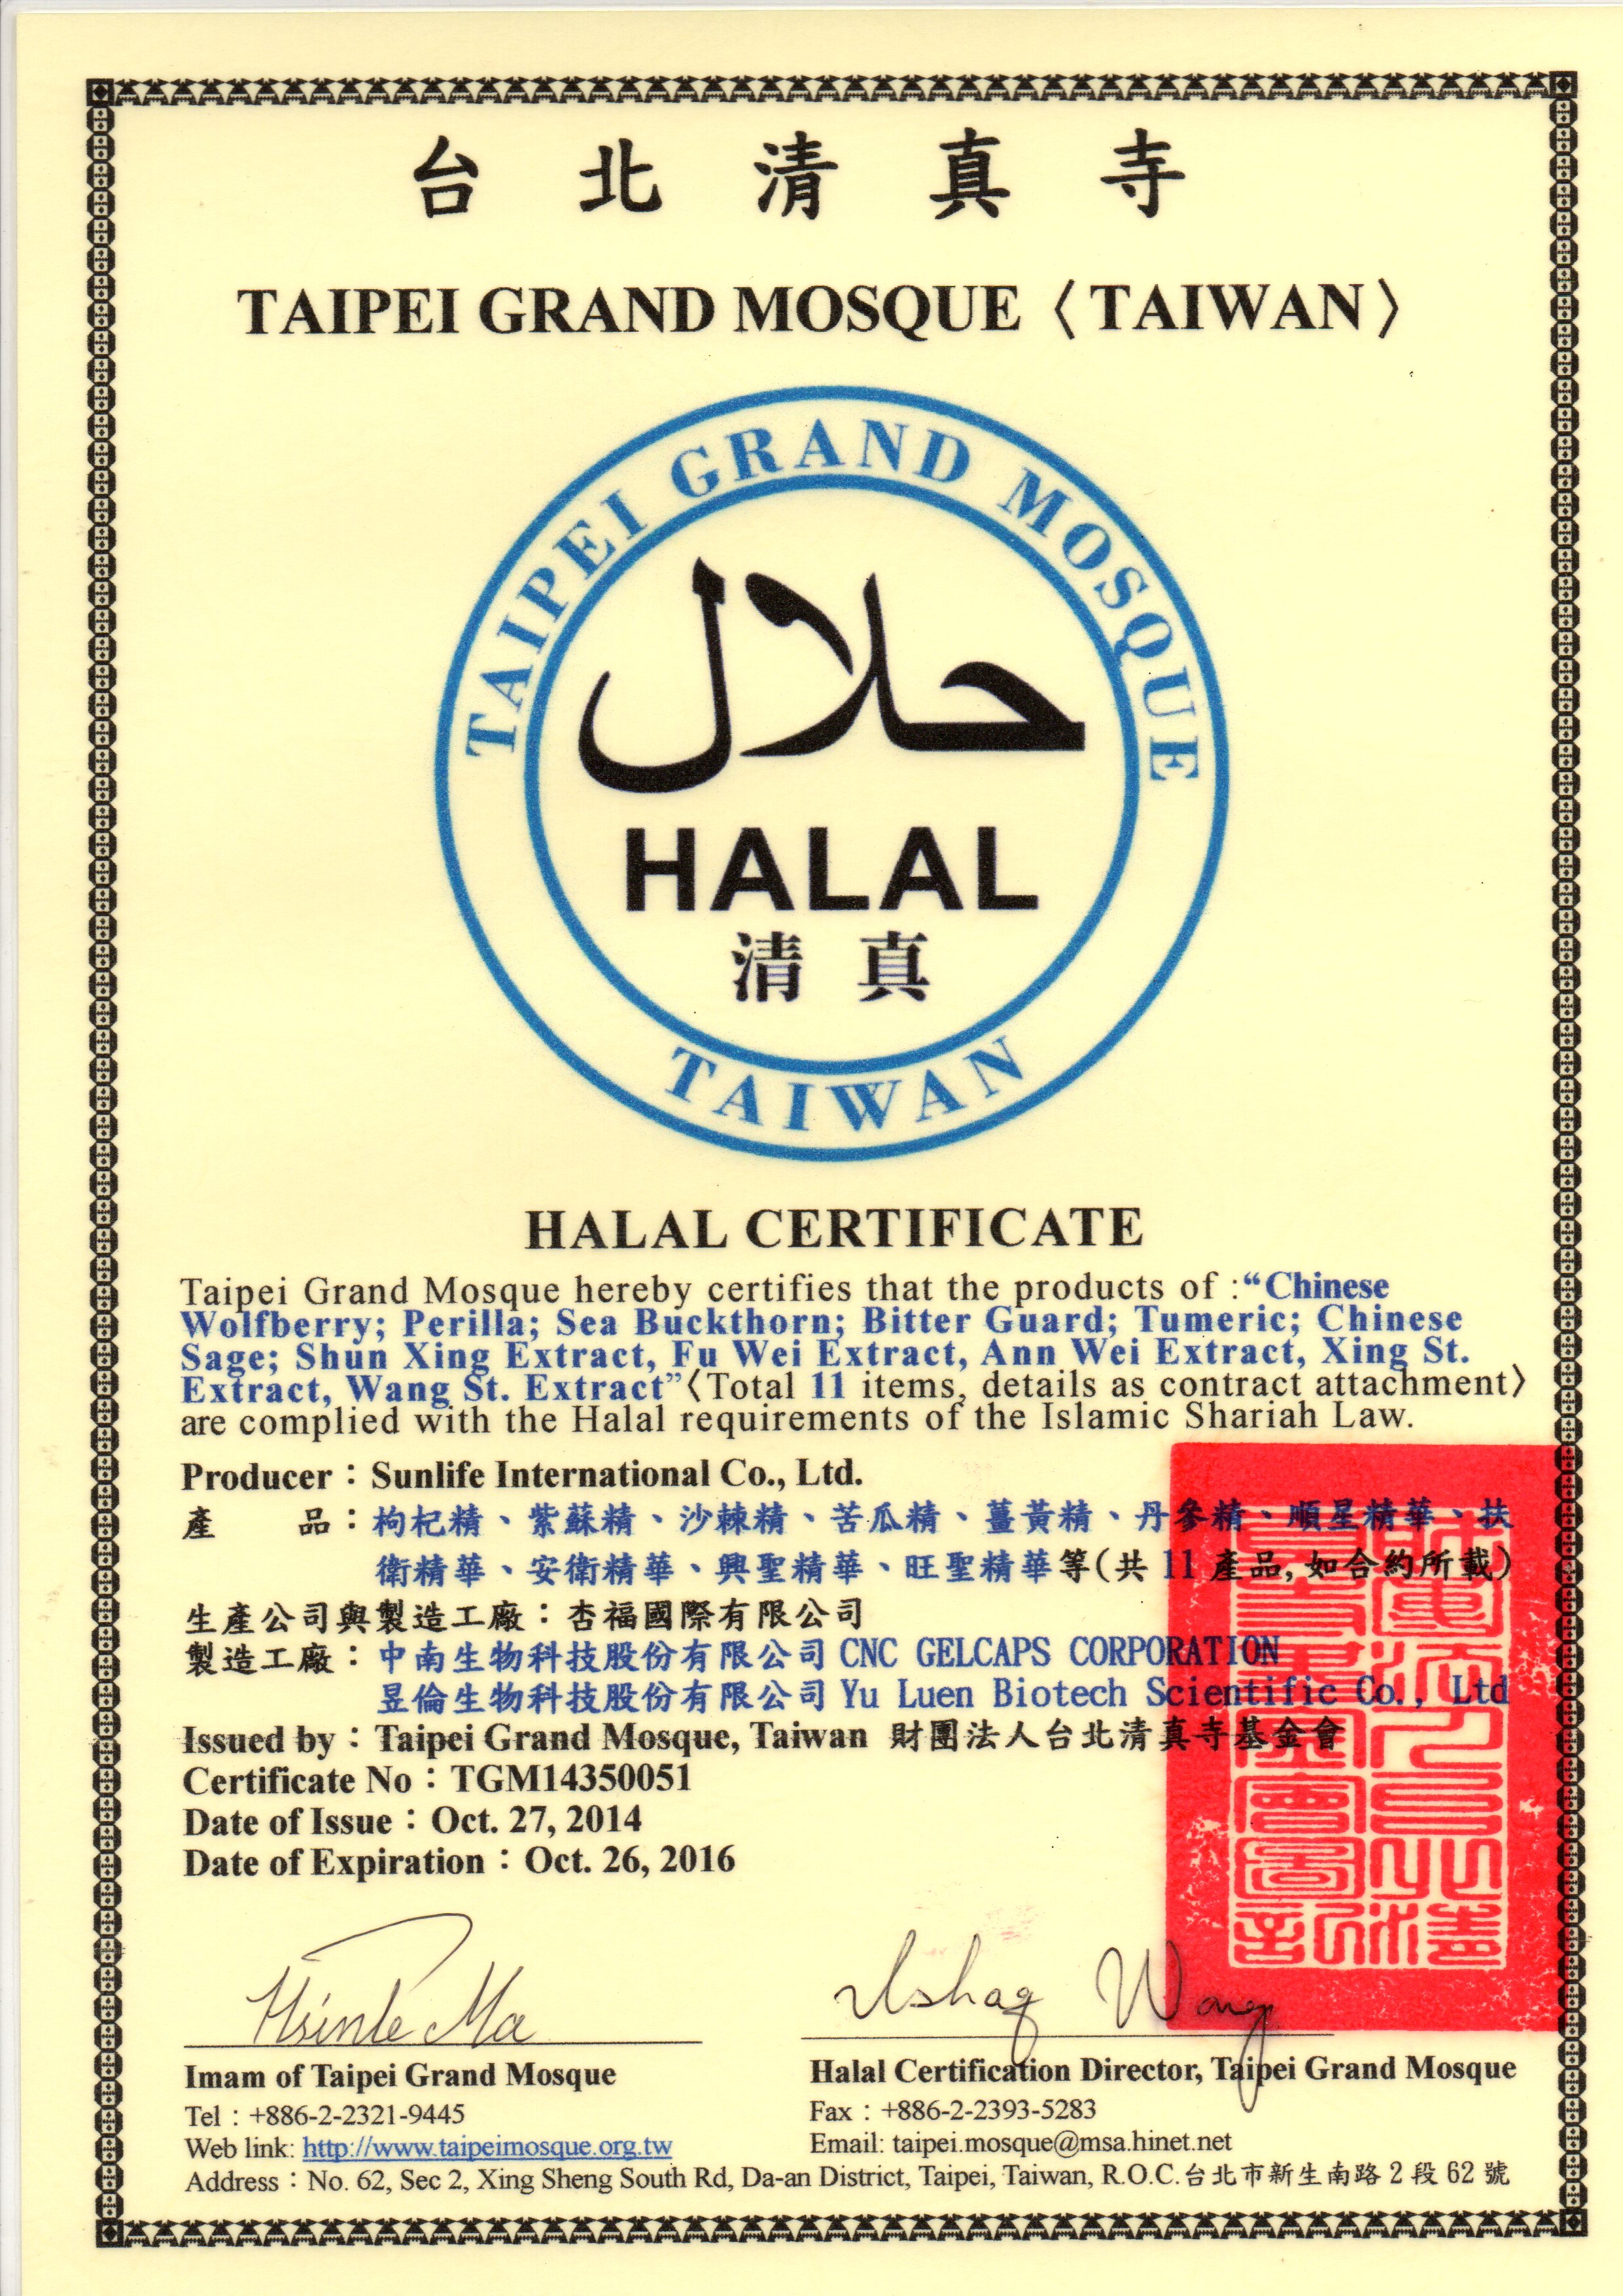 台北清真寺
TAIPEI GRAND MOSQUE〈TAIWAN〉
TAIPEI GRAND MOSQUE
حلال
HALAL
清真
TAIWAN
HALAL CERTIFICATE
Taipei Grand Mosque hereby certifies that the products of :“Chinese
Wolfberry; Perilla; Sea Buckthorn; Bitter Guard; Tumeric; Chinese
Sage; Shun Xing Extract, Fu Wei Extract, Ann Wei Extract, Xing St.
Extract, Wang St. Extract”〈Total 11 items, details as contract attachment〉
are complied with the Halal requirements of the Islamic Shariah Law.
Producer：Sunlife International Co., Ltd.
產　　品：枸杞精、紫蘇精、沙棘精、苦瓜精、薑黃精、丹參精、順星精華、扶
衛精華、安衛精華、興聖精華、旺聖精華等(共 11 產品, 如合約所載)
生產公司與製造工廠：杏福國際有限公司
製造工廠：中南生物科技股份有限公司 CNC GELCAPS CORPORATION
昱倫生物科技股份有限公司 Yu Luen Biotech Scientific Co., Ltd
Issued by：Taipei Grand Mosque, Taiwan 財團法人台北清真寺基金會
Certificate No：TGM14350051
Date of Issue：Oct. 27, 2014
Date of Expiration：Oct. 26, 2016
Hsinle Ma
Ishaq Wang
Imam of Taipei Grand Mosque
Halal Certification Director, Taipei Grand Mosque
Tel：+886-2-2321-9445
Fax：+886-2-2393-5283
Web link: http://www.taipeimosque.org.tw
Email: taipei.mosque@msa.hinet.net
Address：No. 62, Sec 2, Xing Sheng South Rd, Da-an District, Taipei, Taiwan, R.O.C.台北市新生南路 2 段 62 號